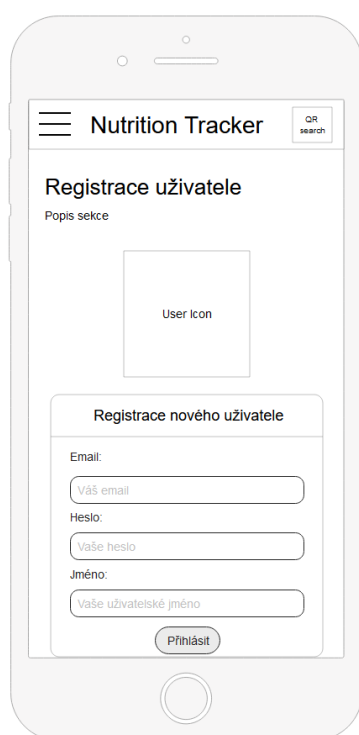 Nutrition Tracker
QR
search
Registrace uživatele
Popis sekce
User Icon
Registrace nového uživatele
Email:
Váš email
Heslo:
Vaše heslo
Jméno:
Vaše uživatelské jméno
Přihlásit